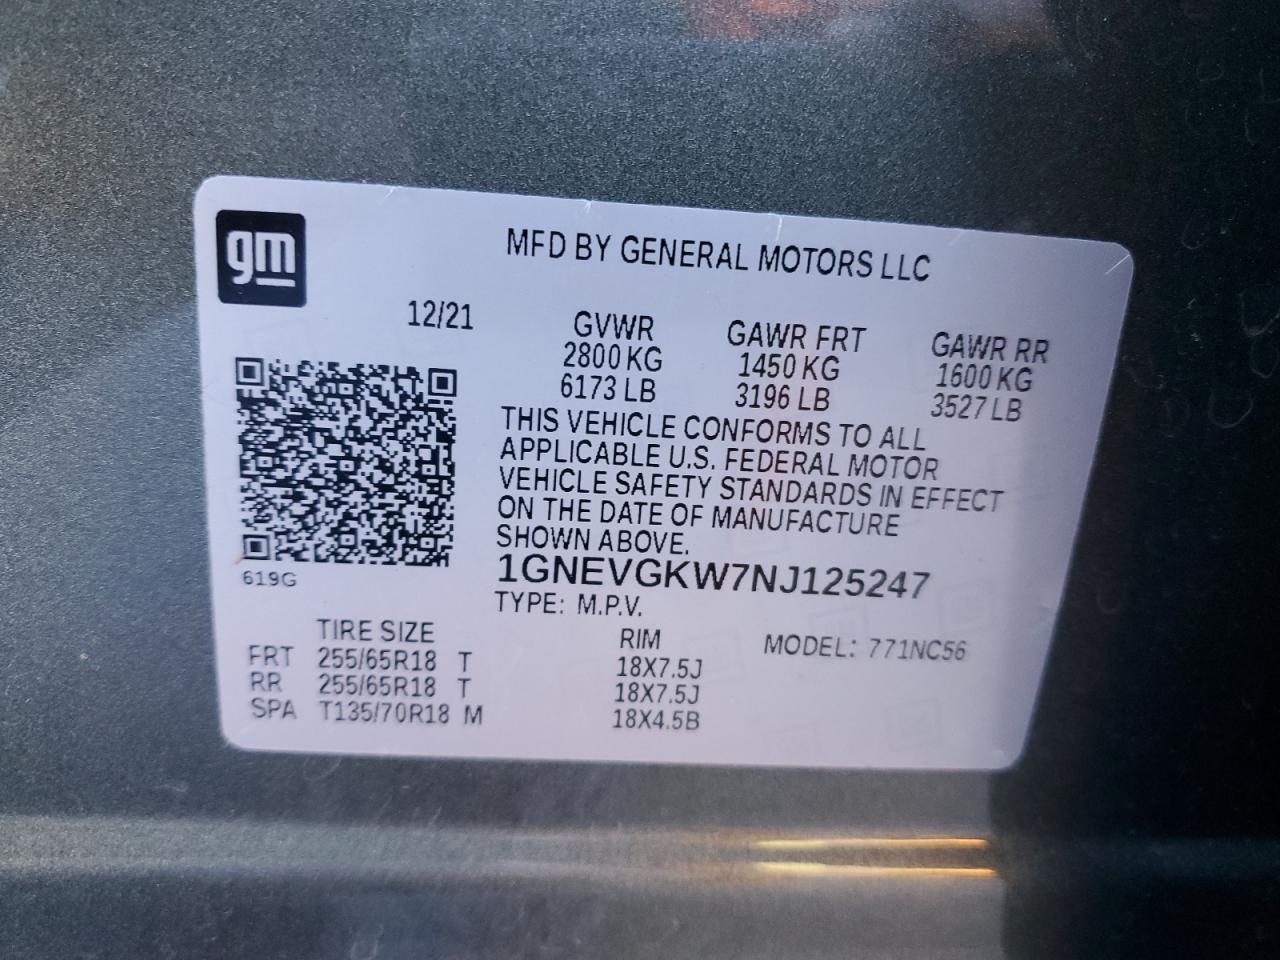 gm
MFD BY GENERAL MOTORS LLC
12/21 GVWR GAWR FRT GAWR RR
2800 KG 1450 KG 1600 KG
6173 LB 3196 LB 3527 LB
THIS VEHICLE CONFORMS TO ALL
APPLICABLE U.S. FEDERAL MOTOR
VEHICLE SAFETY STANDARDS IN EFFECT
ON THE DATE OF MANUFACTURE
SHOWN ABOVE.
619G
1GNEVGKW7NJ125247
TYPE: M.P.V.
TIRE SIZE RIM MODEL: 771NC56
FRT 255/65R18 T 18X7.5J
RR 255/65R18 T 18X7.5J
SPA T135/70R18 M 18X4.5B